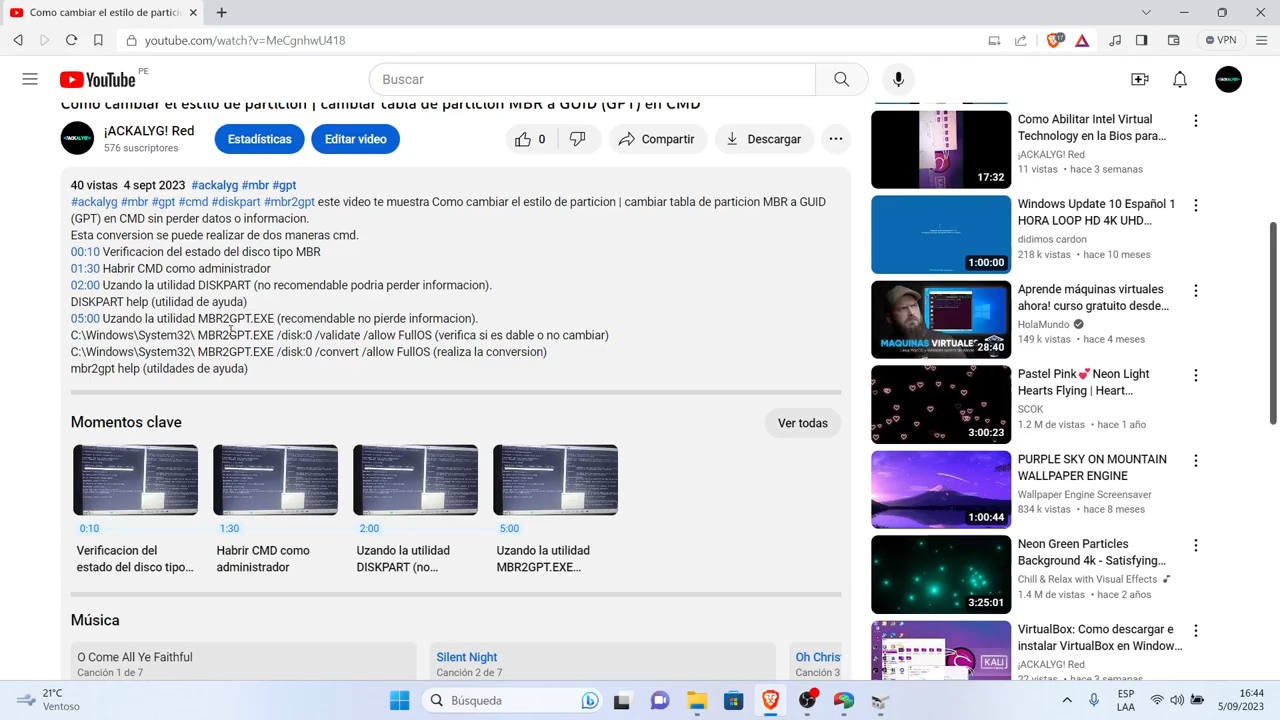 Como cambiar el estilo de partici
youtube.com/watch?v=MeCgnhwU418
17
VPN
YouTube
PE
Buscar
Como cambiar el estilo de particion | cambiar tabla de particion MBR a GUID (GPT) en CMD
¡ACKALYG! Red
576 suscriptores
Estadísticas
Editar video
0
Compartir
Descargar
40 vistas 4 sept 2023 #ackalyg #mbr #gpt
#ackalyg #mbr #gpt #cmd #diskpart #mbr2gpt este video te muestra Como cambiar el estilo de particion | cambiar tabla de particion MBR a GUID
(GPT) en CMD sin perder datos o informacion.
Esta conversion se puede realizar de dos maneras cmd.
00:10 Verificacion del estado del disco tipo MBR
01:30 Habrir CMD como administrador
02:00 Uzando la utilidad DISKPART (no recomendable podria perder informacion).
DISKPART help (utilidad de ayuda)
05:00 Uzando la utilidad MBR2GPT.EXE (recomendable no pierde informacion).
C:\Windows\System32\ MBR2GPT.EXE /validate /allow FullOS (verifica si es dable o no cambiar)
C:\Windows\System32\ MBR2GPT.EXE /disk:0 /convert /allow FullOS (realiza la conversion)
mbr2gpt help (utildades de ayuda)
Momentos clave
Ver todas
0:10
Verificacion del
estado del disco tipo...
1:30
Habrir CMD como
administrador
2:00
Uzando la utilidad
DISKPART (no...
5:00
Uzando la utilidad
MBR2GPT.EXE...
Música
O Come All Ye Faithful
Canción 1 de 7
Silent Night
Canción 2 de 7
Oh Chris
Canción 3
17:32
Como Abilitar Intel Virtual
Technology en la Bios para...
¡ACKALYG! Red
11 vistas • hace 3 semanas
1:00:00
Windows Update 10 Español 1
HORA LOOP HD 4K UHD...
didimos cardon
218 k vistas • hace 10 meses
MAQUINAS VIRTUALES
28:40
Aprende máquinas virtuales
ahora! curso gratuito desde...
HolaMundo
149 k vistas • hace 4 meses
3:00:23
Pastel Pink💕Neon Light
Hearts Flying | Heart...
SCOK
1.2 M de vistas • hace 1 año
1:00:44
PURPLE SKY ON MOUNTAIN
WALLPAPER ENGINE
Wallpaper Engine Screensaver
834 k vistas • hace 8 meses
3:25:01
Neon Green Particles
Background 4k - Satisfying...
Chill & Relax with Visual Effects
1.4 M de vistas • hace 2 años
KALI
VirtualBox: Como descargar e
instalar VirtualBox en Window...
¡ACKALYG! Red
22 vistas • hace 3 semanas
21°C
Ventoso
Búsqueda
ESP
LAA
16:44
5/09/2023